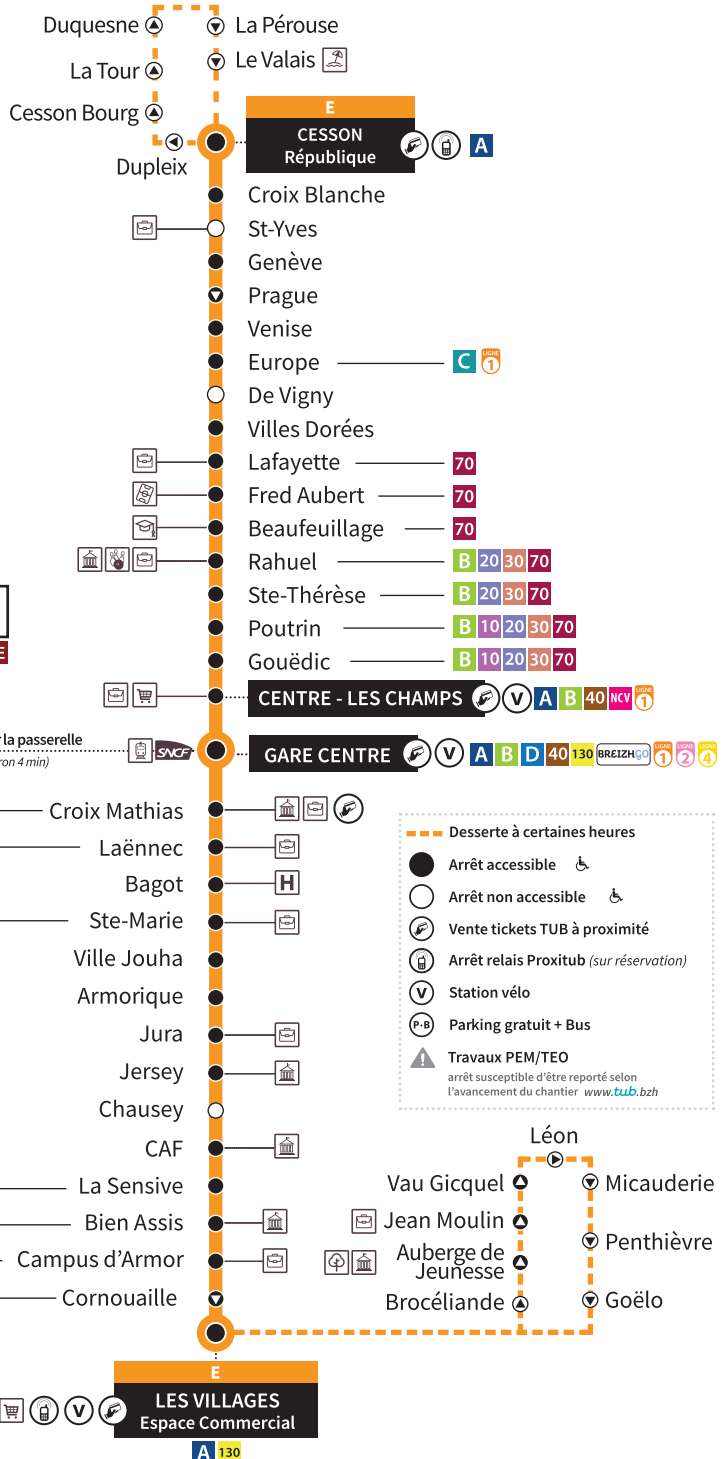 Duquesne
La Pérouse
La Tour
Le Valais
Cesson Bourg
Dupleix
E
CESSON
République
A
Croix Blanche
St-Yves
Genève
Prague
Venise
Europe
C LIGNE 1
De Vigny
Villes Dorées
Lafayette
70
Fred Aubert
70
Beaufeuillage
70
Rahuel
B 20 30 70
Ste-Thérèse
B 20 30 70
Poutrin
B 10 20 30 70
Gouëdic
B 10 20 30 70
E
CENTRE - LES CHAMPS
V A B 40 NCV LIGNE 1
la passerelle
ron 4 min)
SNCF
GARE CENTRE
V A B D 40 130 BREIZHGO LIGNE 1 LIGNE 2 LIGNE 4
Croix Mathias
Laënnec
Bagot
H
Ste-Marie
Ville Jouha
Armorique
Jura
Jersey
Chausey
CAF
La Sensive
Bien Assis
Campus d'Armor
Cornouaille
Desserte à certaines heures
Arrêt accessible
Arrêt non accessible
Vente tickets TUB à proximité
Arrêt relais Proxitub (sur réservation)
V Station vélo
P+B Parking gratuit + Bus
Travaux PEM/TEO
arrêt susceptible d'être reporté selon
l'avancement du chantier www.tub.bzh
Léon
Vau Gicquel
Micauderie
Jean Moulin
Auberge de
Jeunesse
Penthièvre
Brocéliande
Goëlo
E
LES VILLAGES
Espace Commercial
V
A 130